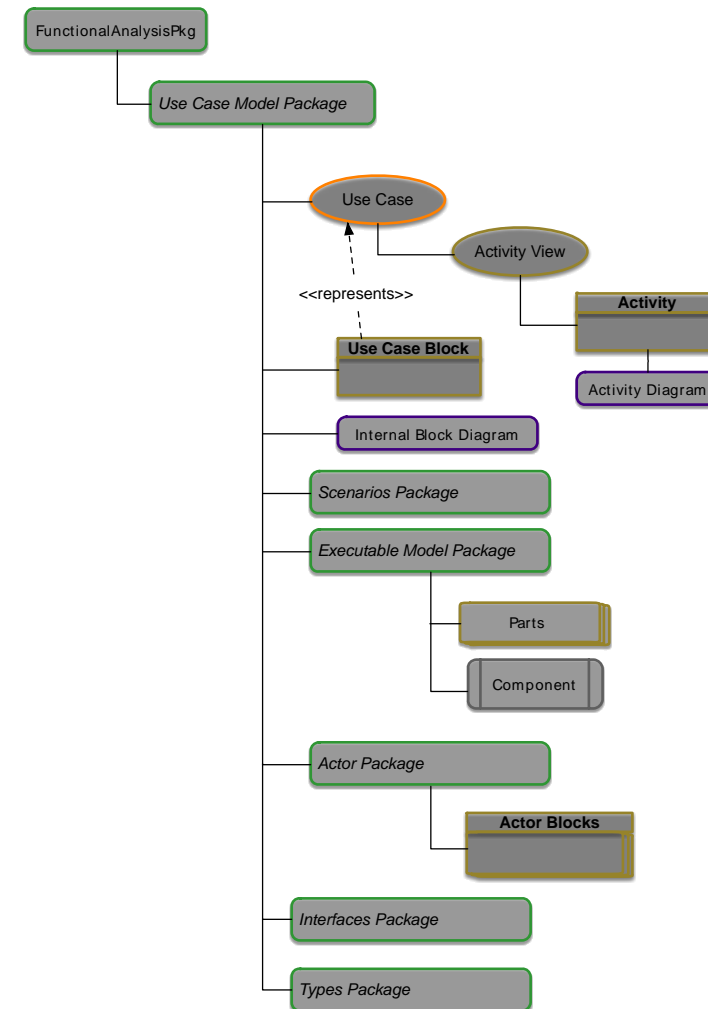 FunctionalAnalysisPkg
Use Case Model Package
Use Case
Activity View
<<represents>>
Activity
Use Case Block
Activity Diagram
Internal Block Diagram
Scenarios Package
Executable Model Package
Parts
Component
Actor Package
Actor Blocks
Interfaces Package
Types Package